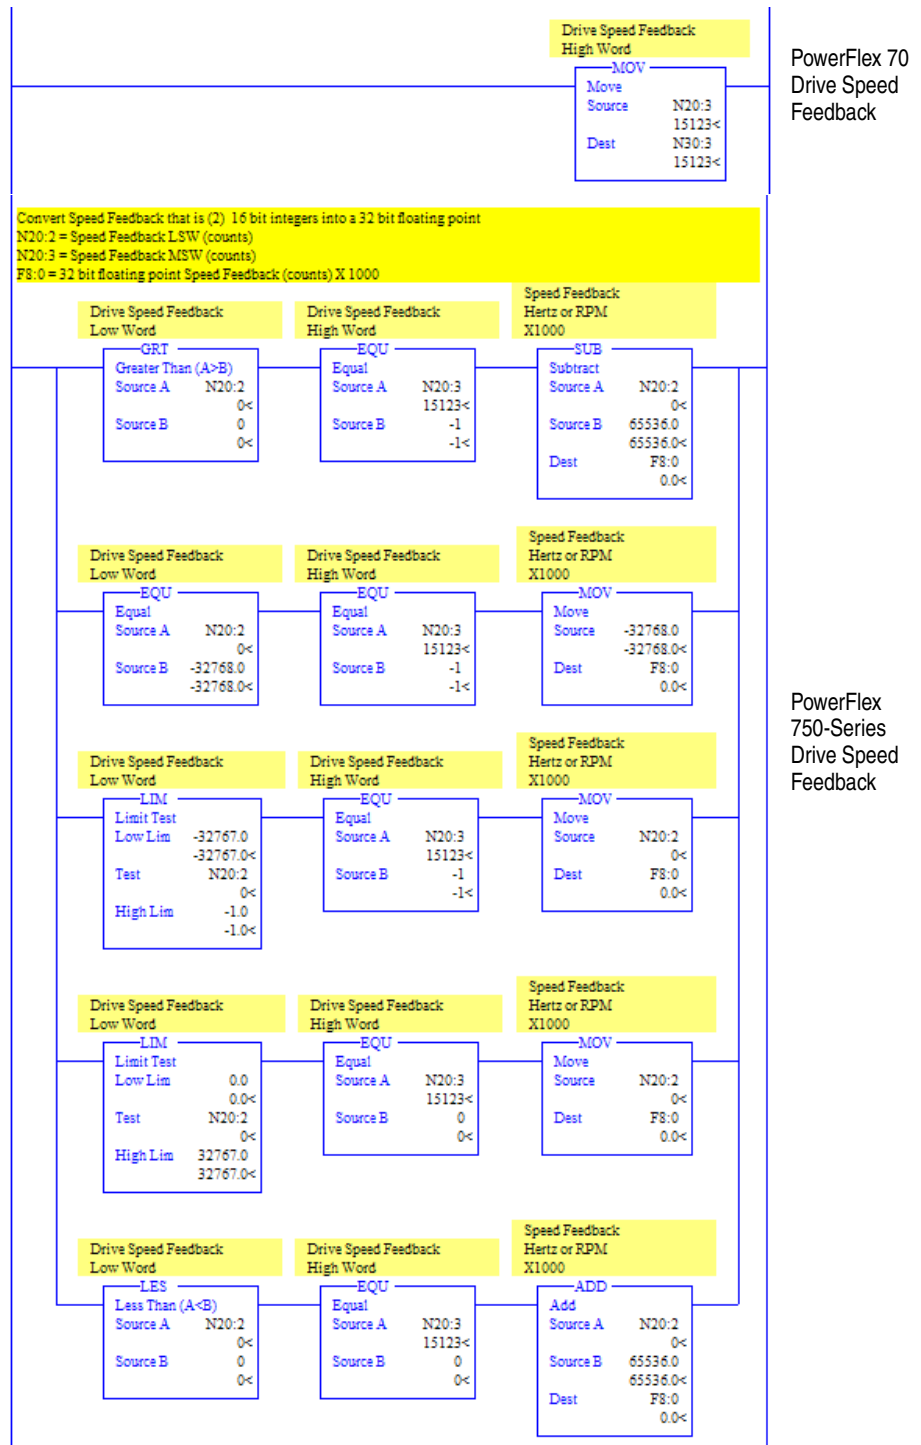 Drive Speed Feedback
High Word
MOV
Move
Source N20:3
15123<
Dest N30:3
15123<
PowerFlex 70
Drive Speed
Feedback
Convert Speed Feedback that is (2) 16 bit integers into a 32 bit floating point
N20:2 = Speed Feedback LSW (counts)
N20:3 = Speed Feedback MSW (counts)
F8:0 = 32 bit floating point Speed Feedback (counts) X 1000
Drive Speed Feedback
Low Word
GRT
Greater Than (A>B)
Source A N20:2
0<
Source B 0
0<
Drive Speed Feedback
High Word
EQU
Equal
Source A N20:3
15123<
Source B -1
-1<
Speed Feedback
Hertz or RPM
X1000
SUB
Subtract
Source A N20:2
0<
Source B 65536.0
65536.0<
Dest F8:0
0.0<
Drive Speed Feedback
Low Word
EQU
Equal
Source A N20:2
0<
Source B -32768.0
-32768.0<
Drive Speed Feedback
High Word
EQU
Equal
Source A N20:3
15123<
Source B -1
-1<
Speed Feedback
Hertz or RPM
X1000
MOV
Move
Source -32768.0
-32768.0<
Dest F8:0
0.0<
PowerFlex
750-Series
Drive Speed
Feedback
Drive Speed Feedback
Low Word
LIM
Limit Test
Low Lim -32767.0
-32767.0<
Test N20:2
0<
High Lim -1.0
-1.0<
Drive Speed Feedback
High Word
EQU
Equal
Source A N20:3
15123<
Source B -1
-1<
Speed Feedback
Hertz or RPM
X1000
MOV
Move
Source N20:2
0<
Dest F8:0
0.0<
Drive Speed Feedback
Low Word
LIM
Limit Test
Low Lim 0.0
0.0<
Test N20:2
0<
High Lim 32767.0
32767.0<
Drive Speed Feedback
High Word
EQU
Equal
Source A N20:3
15123<
Source B 0
0<
Speed Feedback
Hertz or RPM
X1000
MOV
Move
Source N20:2
0<
Dest F8:0
0.0<
Drive Speed Feedback
Low Word
LES
Less Than (A<B)
Source A N20:2
0<
Source B 0
0<
Drive Speed Feedback
High Word
EQU
Equal
Source A N20:3
15123<
Source B 0
0<
Speed Feedback
Hertz or RPM
X1000
ADD
Add
Source A N20:2
0<
Source B 65536.0
65536.0<
Dest F8:0
0.0<